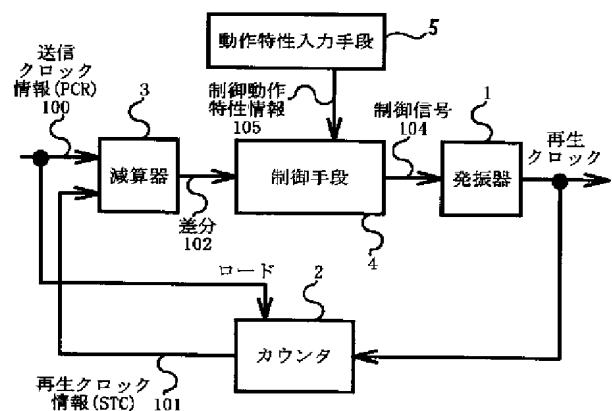 動作特性入力手段
5
送信
クロック
情報(PCR)
100
3
制御動作
特性情報
105
制御信号
104
1
再生
クロック
減算器
制御手段
発振器
差分
102
4
ロード
2
カウンタ
再生クロック
情報(STC)
101